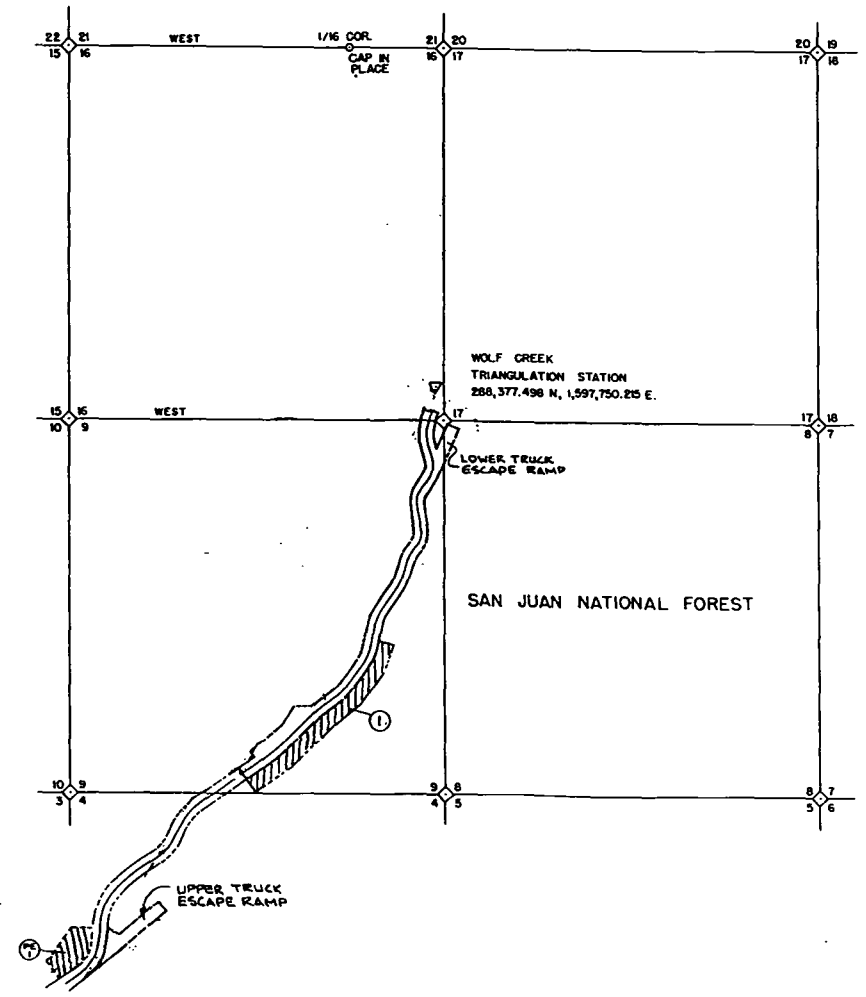 22 21
15 16
WEST
1/16 COR.
CAP IN
PLACE
21 20
16 17
20 19
17 18
WOLF CREEK
TRIANGULATION STATION
288,377.498 N, 1,597,750.215 E.
15 16
10 9
WEST
17
17 18
8 7
LOWER TRUCK
ESCAPE RAMP
SAN JUAN NATIONAL FOREST
1
10 9
3 4
9 8
4 5
8 7
5 6
UPPER TRUCK
ESCAPE RAMP
PE
1